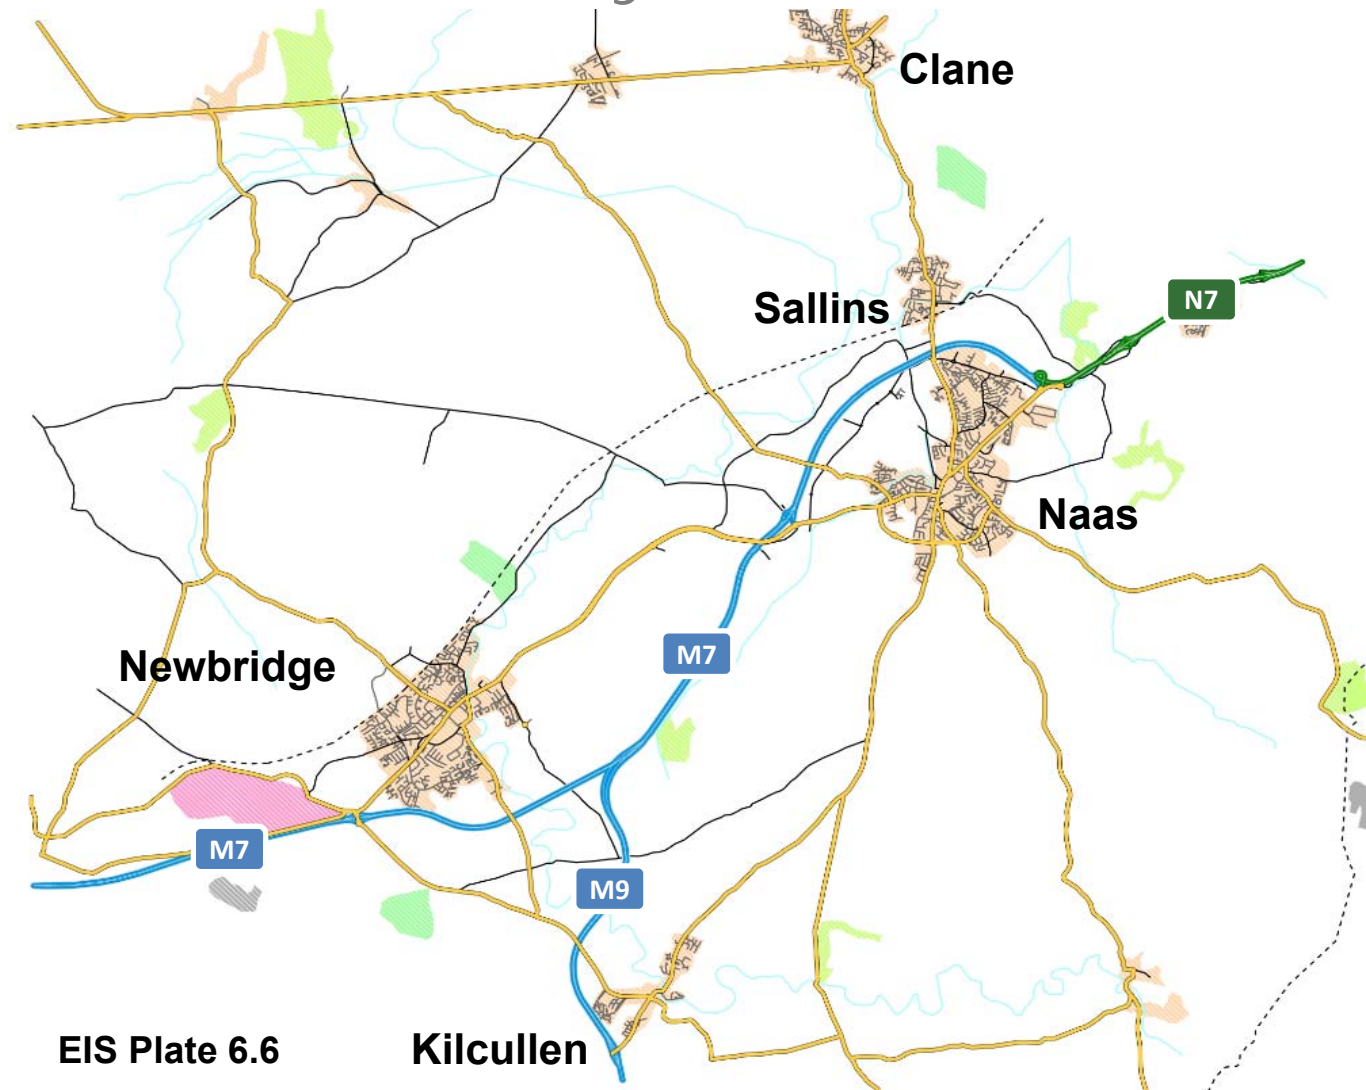 Clane
N7
Sallins
Naas
M7
Newbridge
M7
M9
EIS Plate 6.6
Kilcullen